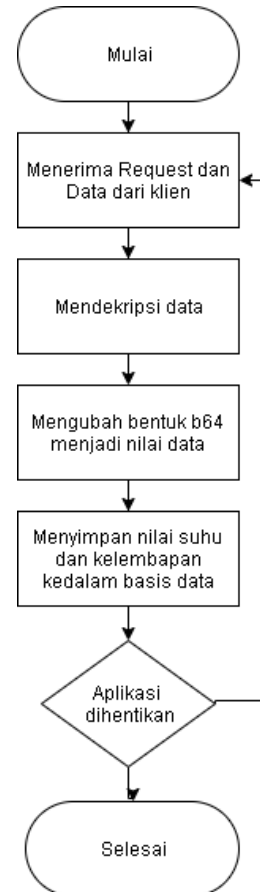 Mulai
Menerima Request dan
Data dari klien
Mendekripsi data
Mengubah bentuk b64
menjadi nilai data
Menyimpan nilai suhu
dan kelembapan
kedalam basis data
Aplikasi
dihentikan
Selesai